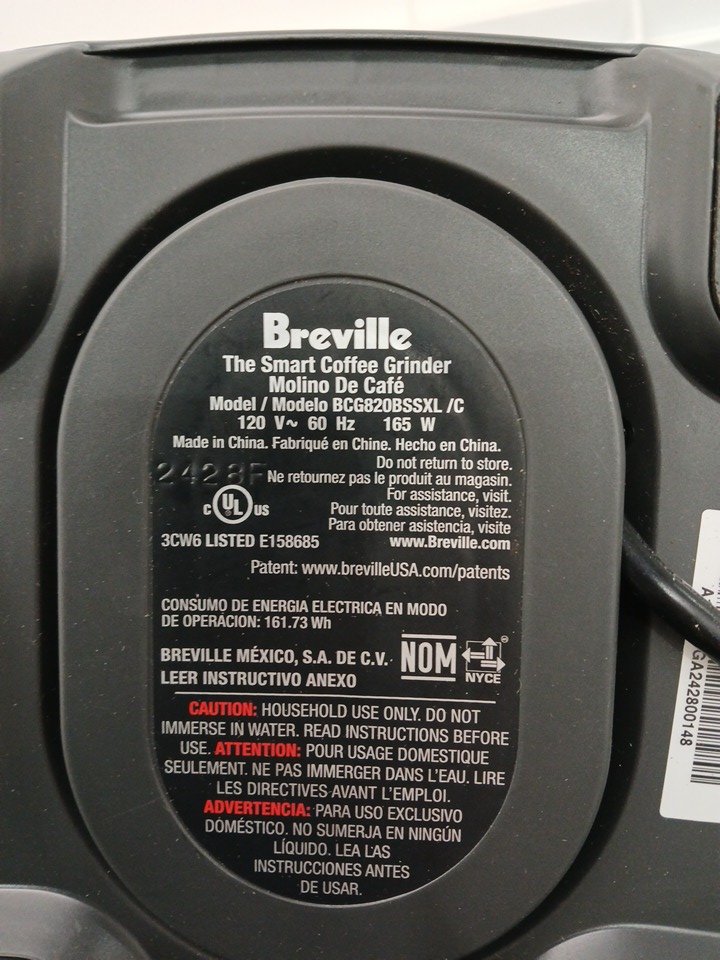 Breville
The Smart Coffee Grinder
Molino De Café
Model / Modelo BCG820BSSXL /C
120 V~ 60 Hz 165 W
Made in China. Fabriqué en Chine. Hecho en China.
2428F
Do not return to store.
Ne retournez pas le produit au magasin.
For assistance, visit.
Pour toute assistance, visitez.
Para obtener asistencia, visite
www.Breville.com
C UL US
3CW6 LISTED E158685
Patent: www.brevilleUSA.com/patents
CONSUMO DE ENERGIA ELECTRICA EN MODO
DE OPERACION: 161.73 Wh
BREVILLE MÉXICO, S.A. DE C.V.
LEER INSTRUCTIVO ANEXO
NOM
NYCE
CAUTION: HOUSEHOLD USE ONLY. DO NOT
IMMERSE IN WATER. READ INSTRUCTIONS BEFORE
USE. ATTENTION: POUR USAGE DOMESTIQUE
SEULEMENT. NE PAS IMMERGER DANS L'EAU. LIRE
LES DIRECTIVES AVANT L'EMPLOI.
ADVERTENCIA: PARA USO EXCLUSIVO
DOMÉSTICO. NO SUMERJA EN NINGÚN
LÍQUIDO. LEA LAS
INSTRUCCIONES ANTES
DE USAR.
GA242800148